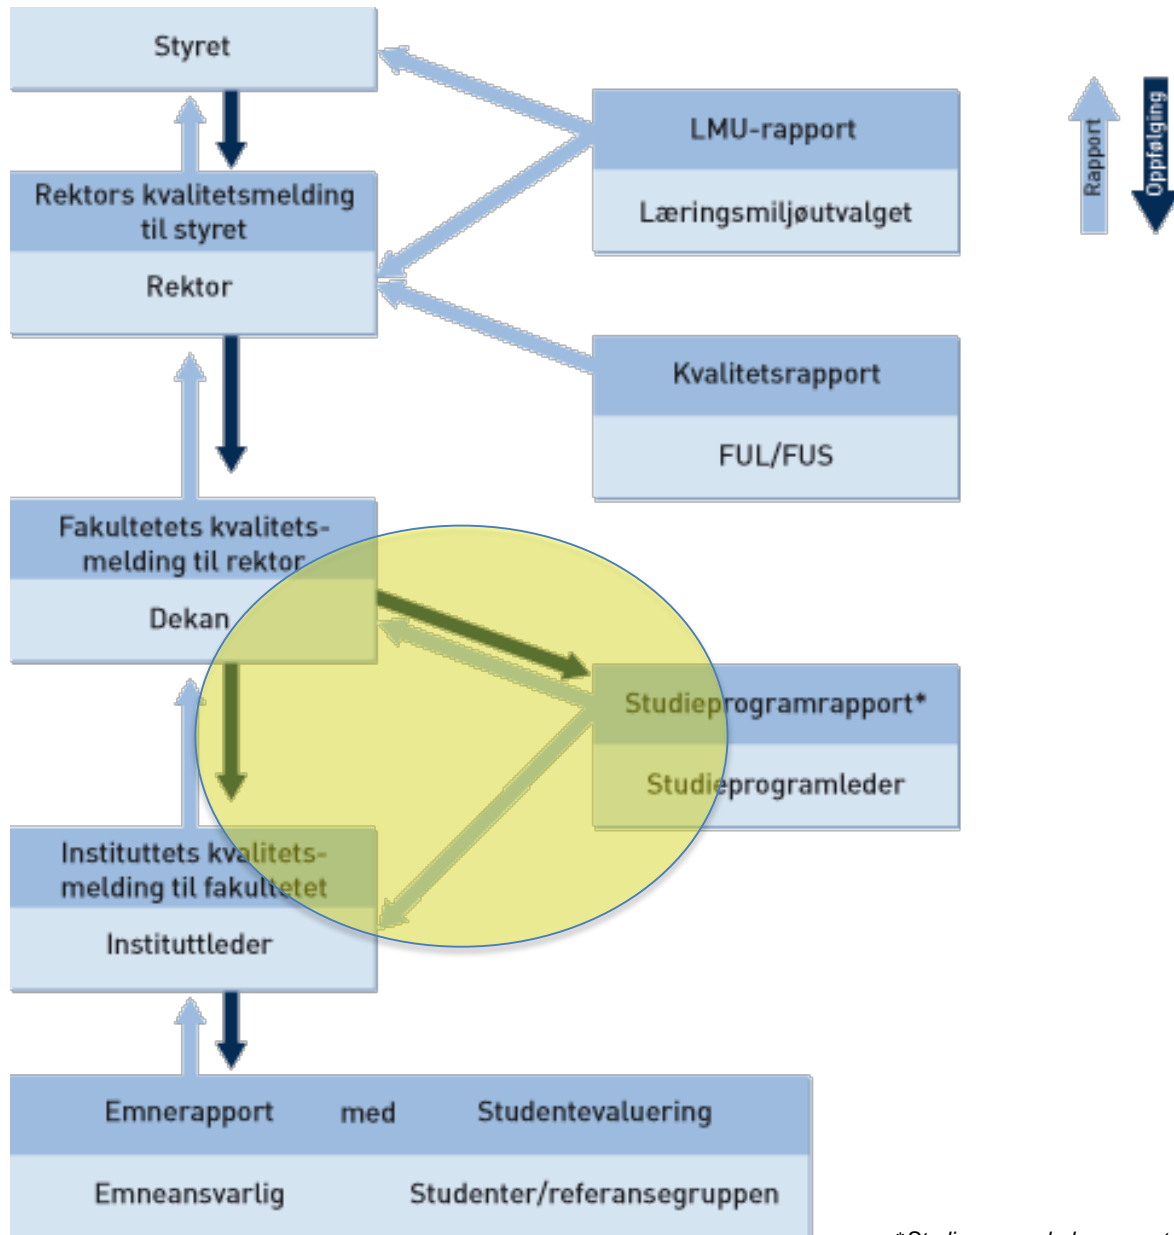 Styret
LMU-rapport
Læringsmiljøutvalget
Rapport
Oppfølging
Rektors kvalitetsmelding
til styret
Rektor
Kvalitetsrapport
FUL/FUS
Fakultetets kvalitets-
melding til rektor
Dekan
Studieprogramrapport*
Studieprogramleder
Instituttets kvalitets-
melding til fakultetet
Instituttleder
Emnerapport med Studentevaluering
Emneansvarlig Studenter/referansegruppen